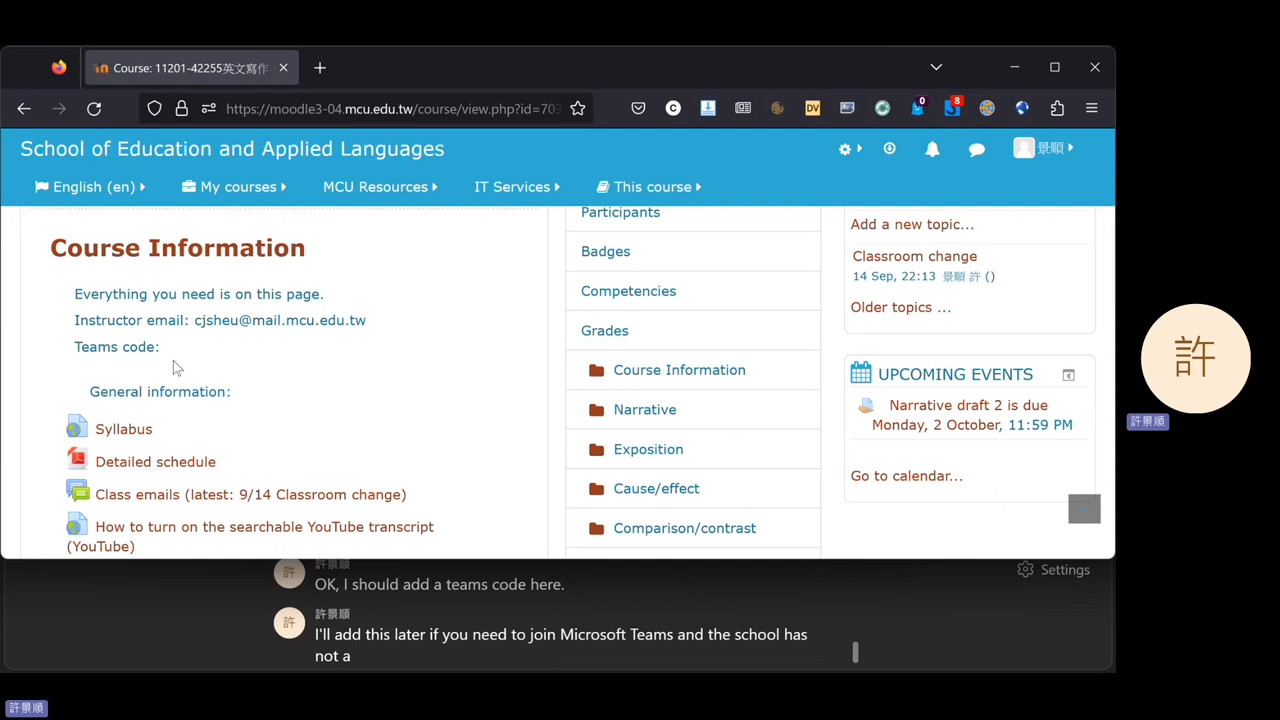 Course: 11201-42255英文寫作
https://moodle3-04.mcu.edu.tw/course/view.php?id=703
C
DV
0
8
School of Education and Applied Languages
景順
English (en)
My courses
MCU Resources
IT Services
This course
Course Information
Everything you need is on this page.
Instructor email: cjsheu@mail.mcu.edu.tw
Teams code:
General information:
Syllabus
Detailed schedule
Class emails (latest: 9/14 Classroom change)
How to turn on the searchable YouTube transcript
(YouTube)
Participants
Badges
Competencies
Grades
Course Information
Narrative
Exposition
Cause/effect
Comparison/contrast
Add a new topic...
Classroom change
14 Sep, 22:13 景順 許 ()
Older topics ...
UPCOMING EVENTS
Narrative draft 2 is due
Monday, 2 October, 11:59 PM
Go to calendar...
許
許景順
許
許景順
OK, I should add a teams code here.
Settings
許
許景順
I'll add this later if you need to join Microsoft Teams and the school has
not a
許景順